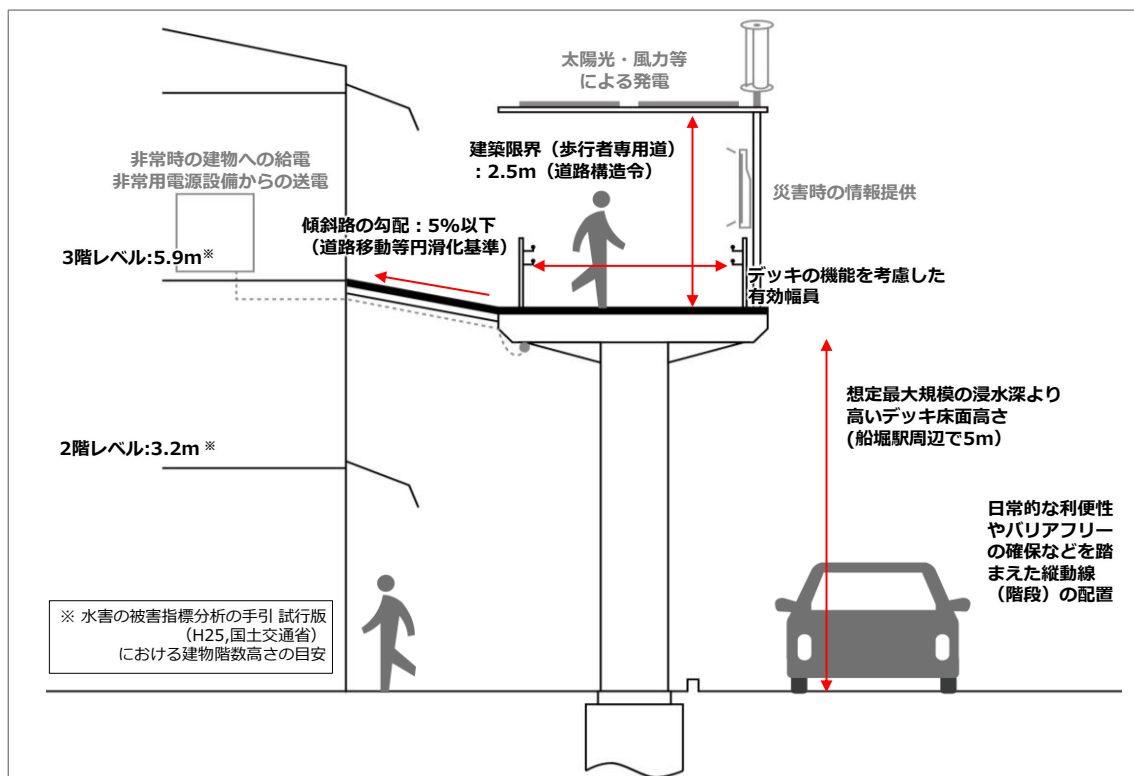 太陽光・風力等
による発電
建築限界（歩行者専用道）
：2.5m（道路構造令）
非常時の建物への給電
非常用電源設備からの送電
災害時の情報提供
傾斜路の勾配：5%以下
（道路移動等円滑化基準）
3階レベル:5.9m※
デッキの機能を考慮した
有効幅員
想定最大規模の浸水深より
高いデッキ床面高さ
(船堀駅周辺で5m）
2階レベル:3.2m ※
日常的な利便性
やバリアフリー
の確保などを踏
まえた縦動線
（階段）の配置
※ 水害の被害指標分析の手引 試行版
（H25,国土交通省）
における建物階数高さの目安